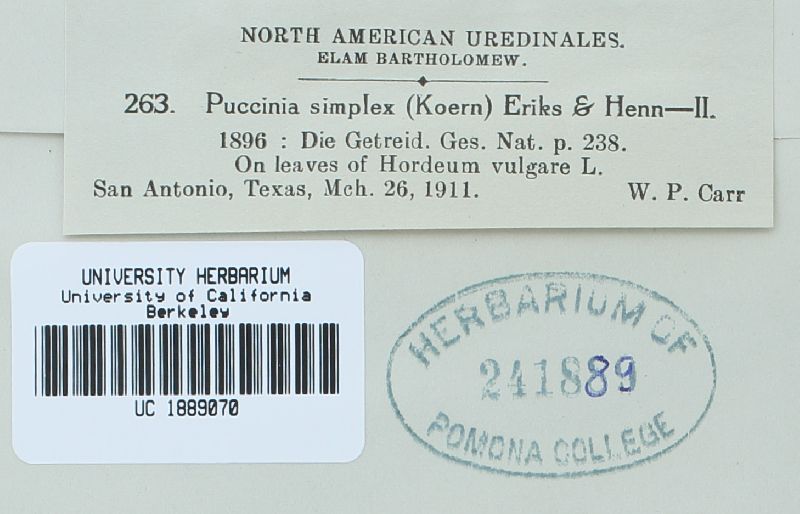 NORTH AMERICAN UREDINALES.
ELAM BARTHOLOMEW.
263. Puccinia simplex (Koern) Eriks & Henn—II.
1896 : Die Getreid. Ges. Nat. p. 238.
On leaves of Hordeum vulgare L.
San Antonio, Texas, Mch. 26, 1911. W. P. Carr
UNIVERSITY HERBARIUM
University of California
Berkeley
UC 1889070
HERBARIUM OF
241889
POMONA COLLEGE